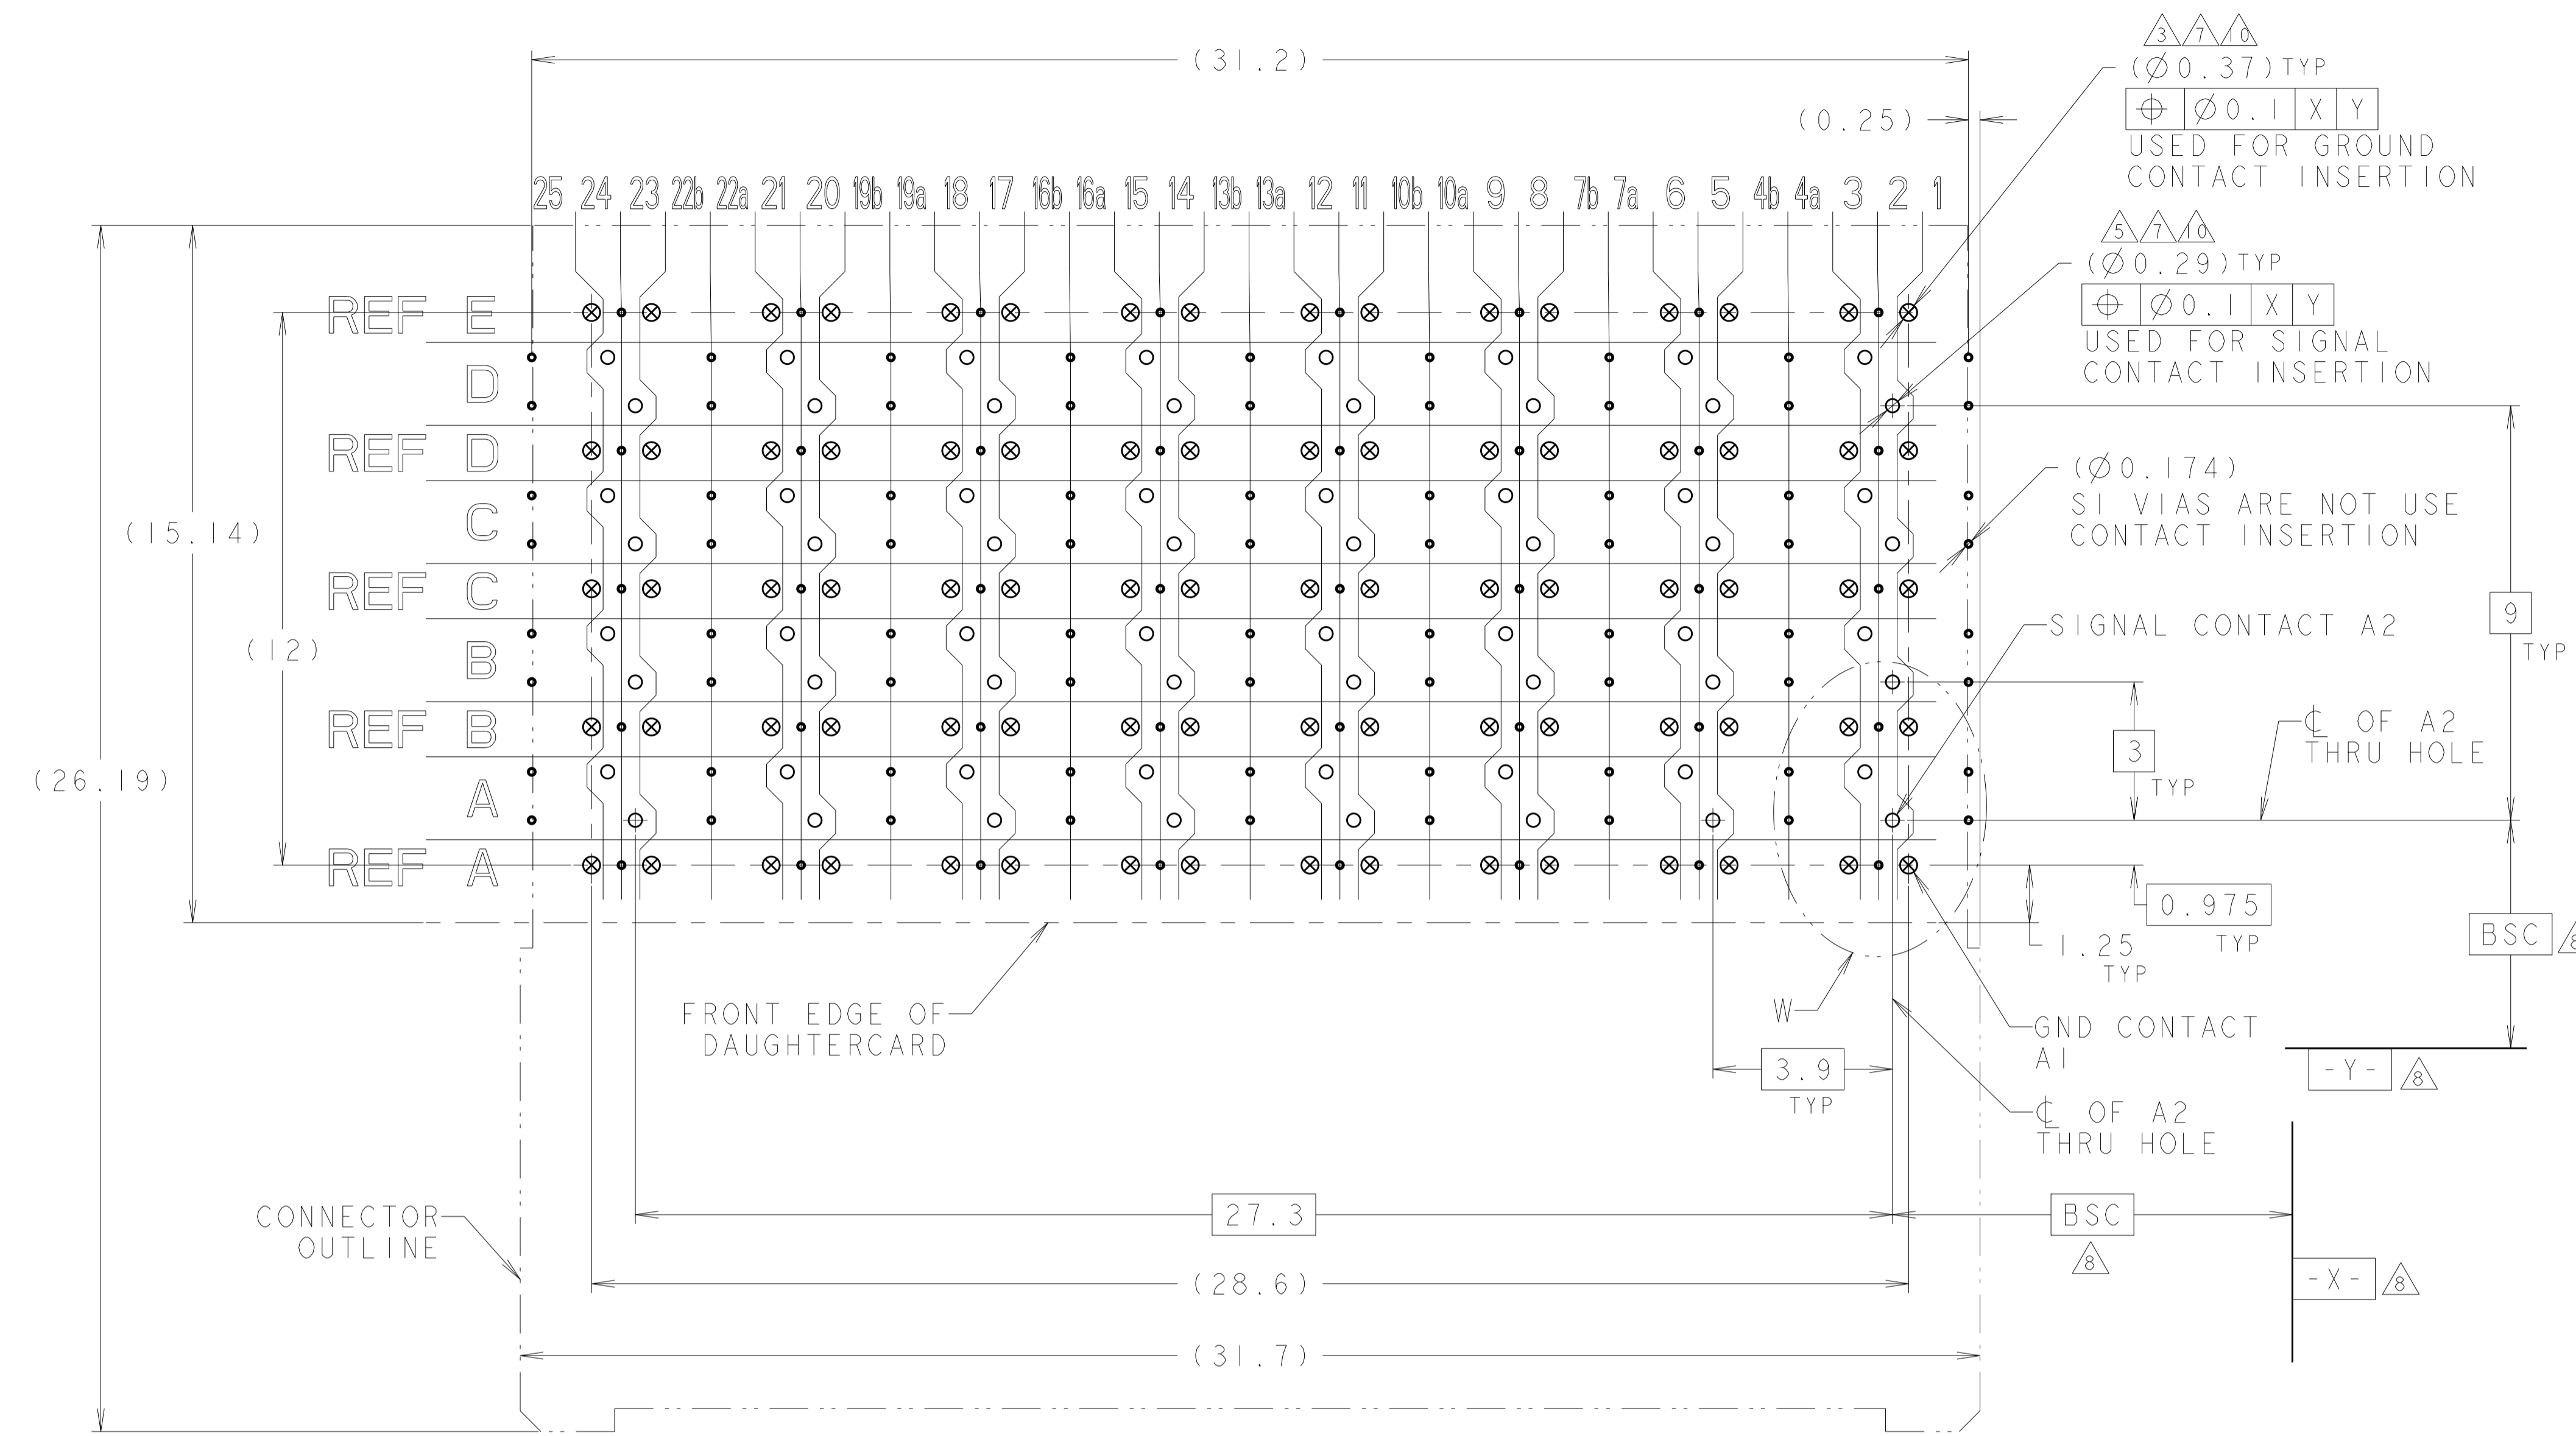 3 7 10
(31.2)
(Ø0.37) TYP
⌖ Ø0.1 X Y
(0.25)
USED FOR GROUND
CONTACT INSERTION
25 24 23 22b 22a 21 20 19b 19a 18 17 16b 16a 15 14 13b 13a 12 11 10b 10a 9 8 7b 7a 6 5 4b 4a 3 2 1
5 7 10
(Ø0.29) TYP
⌖ Ø0.1 X Y
USED FOR SIGNAL
CONTACT INSERTION
REF E
D
REF D
(Ø0.174)
SI VIAS ARE NOT USE
CONTACT INSERTION
C
(15.14)
REF C
9
TYP
SIGNAL CONTACT A2
(12)
B
REF B
℄ OF A2
THRU HOLE
3
TYP
(26.19)
A
REF A
0.975
TYP
1.25
TYP
BSC 8
FRONT EDGE OF
DAUGHTERCARD
W
GND CONTACT
A1
3.9
TYP
-Y- 8
℄ OF A2
THRU HOLE
CONNECTOR
OUTLINE
27.3
BSC
8
(28.6)
-X- 8
(31.7)